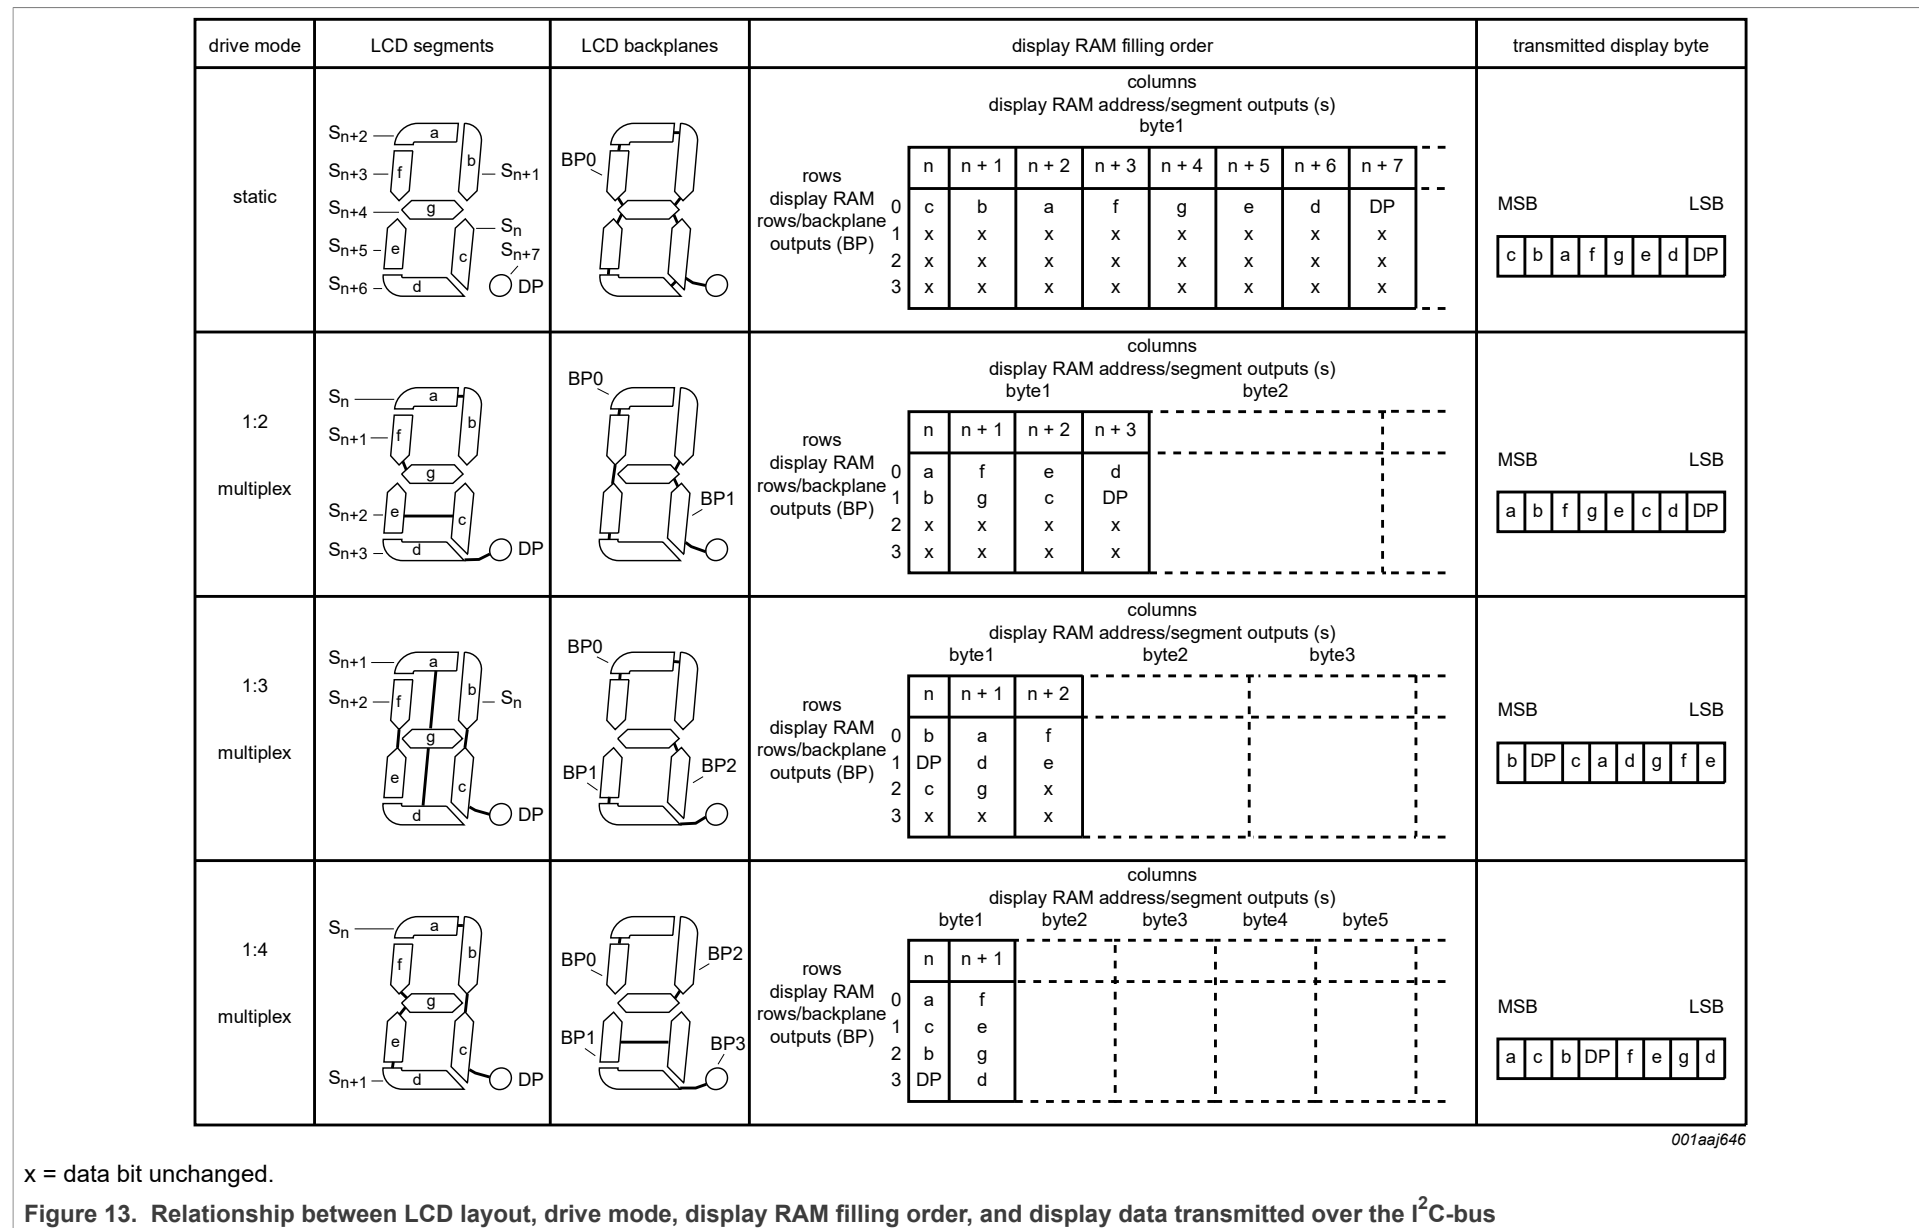 drive mode LCD segments LCD backplanes display RAM filling order transmitted display byte
static
Sn+2 a
Sn+3 f b Sn+1
Sn+4 g
Sn
Sn+5 e c Sn+7
Sn+6 d DP
BP0
columns
display RAM address/segment outputs (s)
byte1
rows
display RAM
rows/backplane
outputs (BP)
n n + 1 n + 2 n + 3 n + 4 n + 5 n + 6 n + 7
0 c b a f g e d DP
1 x x x x x x x x
2 x x x x x x x x
3 x x x x x x x x
MSB LSB
c b a f g e d DP
1:2
multiplex
Sn a
Sn+1 f b
g
Sn+2 e c
Sn+3 d DP
BP0
BP1
columns
display RAM address/segment outputs (s)
byte1 byte2
rows
display RAM
rows/backplane
outputs (BP)
n n + 1 n + 2 n + 3
0 a f e d
1 b g c DP
2 x x x x
3 x x x x
MSB LSB
a b f g e c d DP
1:3
multiplex
Sn+1 a
Sn+2 f b Sn
g
e c
d DP
BP0
BP1 BP2
columns
display RAM address/segment outputs (s)
byte1 byte2 byte3
rows
display RAM
rows/backplane
outputs (BP)
n n + 1 n + 2
0 b a f
1 DP d e
2 c g x
3 x x x
MSB LSB
b DP c a d g f e
1:4
multiplex
Sn a
f b
g
e c
Sn+1 d DP
BP0 BP2
BP1 BP3
columns
display RAM address/segment outputs (s)
byte1 byte2 byte3 byte4 byte5
rows
display RAM
rows/backplane
outputs (BP)
n n + 1
0 a f
1 c e
2 b g
3 DP d
MSB LSB
a c b DP f e g d
001aaj646
x = data bit unchanged.
Figure 13. Relationship between LCD layout, drive mode, display RAM filling order, and display data transmitted over the I²C-bus